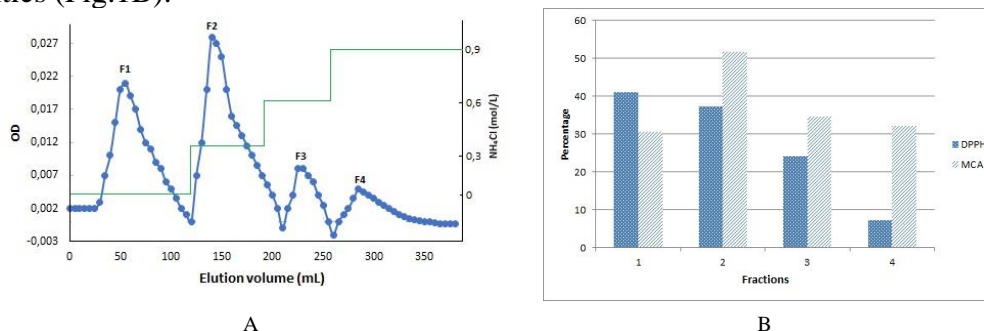 (Fig.1B).
0,027
0,022
0,017
0,012
0,007
0,002
-0,003
OD
F1
F2
F3
F4
0,9
0,6
0,3
0
NH₄Cl (mol/L)
0 50 100 150 200 250 300 350
Elution volume (mL)
A
60
50
40
30
20
10
0
Percentage
1 2 3 4
Fractions
DPPH
MCA
B